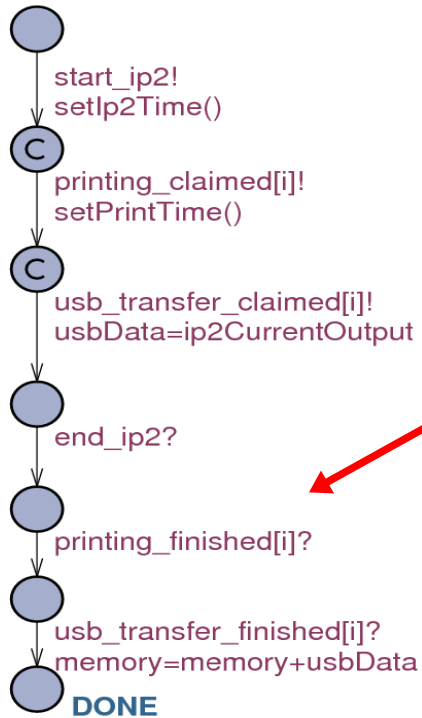 start_ip2!
setIp2Time()
C
printing_claimed[i]!
setPrintTime()
C
usb_transfer_claimed[i]!
usbData=ip2CurrentOutput
end_ip2?
printing_finished[i]?
usb_transfer_finished[i]?
memory=memory+usbData
DONE